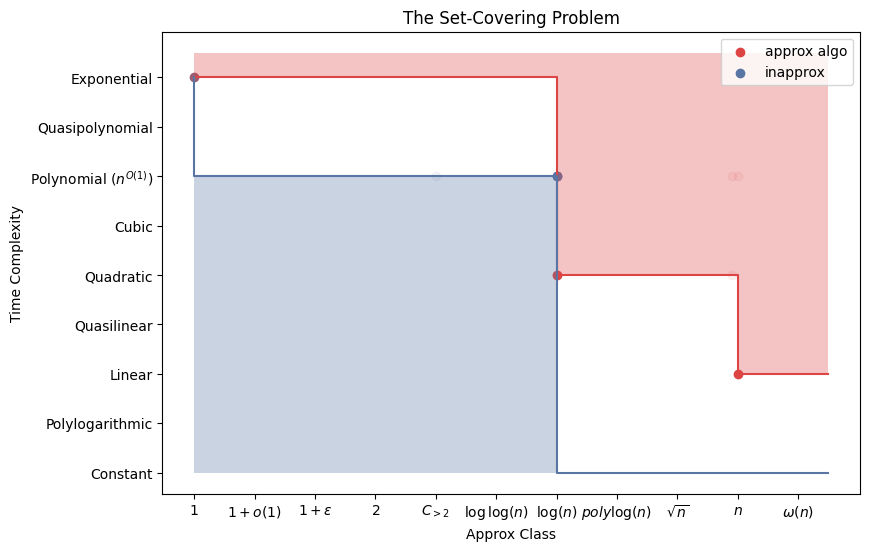 The Set-Covering Problem
approx algo
inapprox
Time Complexity
Exponential
Quasipolynomial
Polynomial ($n^{O(1)}$)
Cubic
Quadratic
Quasilinear
Linear
Polylogarithmic
Constant
1 1 + o(1) 1 + ε 2 $C_{>2}$ log log(n) log(n) poly log(n) √n n ω(n)
Approx Class